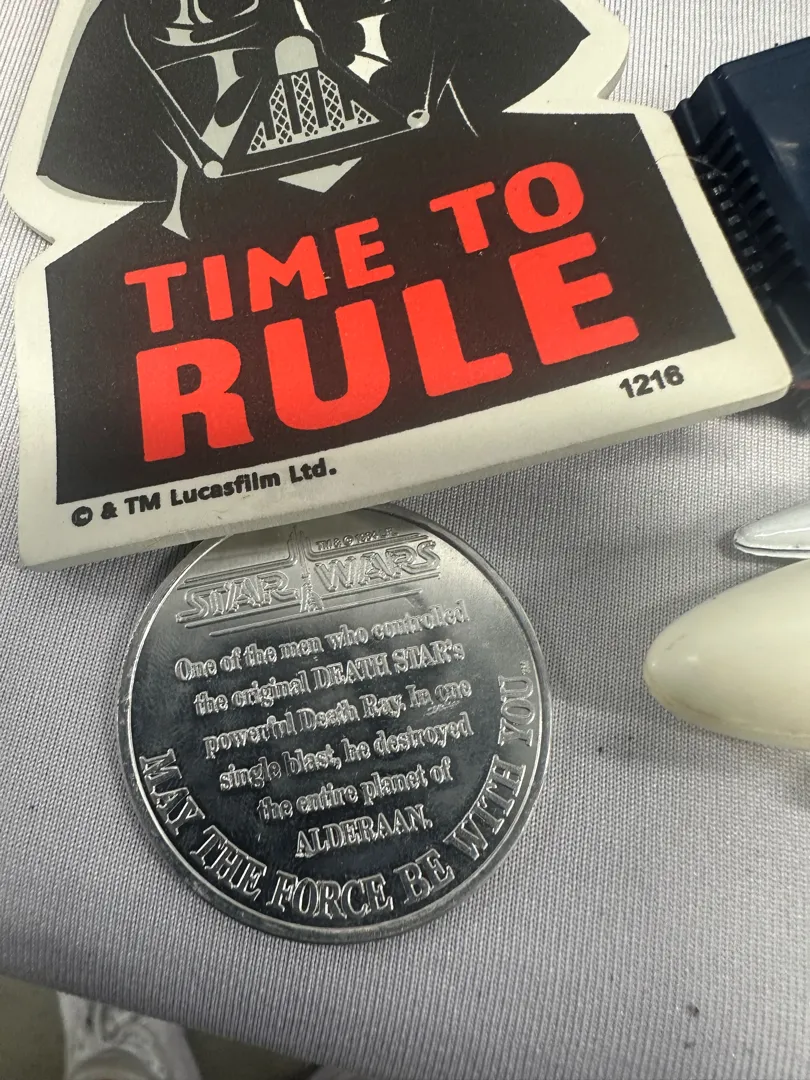 TIME TO
RULE
1216
© & TM Lucasfilm Ltd.
STAR WARS
One of the men who controlled
the original DEATH STAR's
powerful Death Ray. In one
single blast, he destroyed
the entire planet of
ALDERAAN.
MAY THE FORCE BE WITH YOU.